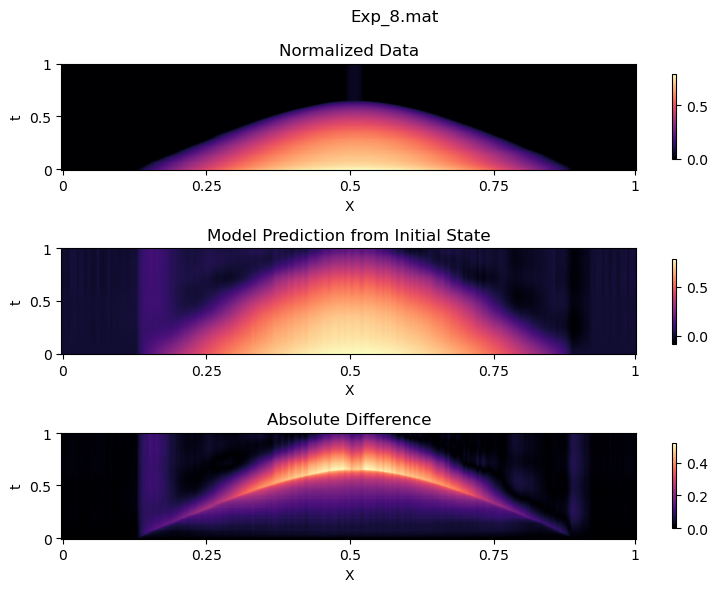 Exp_8.mat
Normalized Data
1
0.5
0
t
0 0.25 0.5 0.75 1
X
0.5
0.0
Model Prediction from Initial State
1
0.5
0
t
0 0.25 0.5 0.75 1
X
0.5
0.0
Absolute Difference
1
0.5
0
t
0 0.25 0.5 0.75 1
X
0.4
0.2
0.0